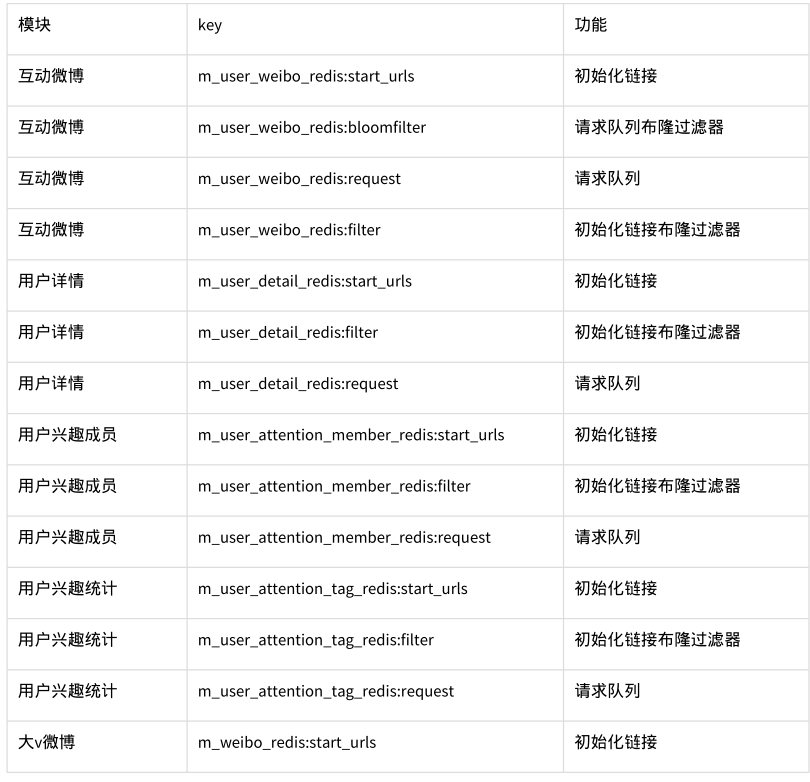 模块 key 功能
互动微博 m_user_weibo_redis:start_urls 初始化链接
互动微博 m_user_weibo_redis:bloomfilter 请求队列布隆过滤器
互动微博 m_user_weibo_redis:request 请求队列
互动微博 m_user_weibo_redis:filter 初始化链接布隆过滤器
用户详情 m_user_detail_redis:start_urls 初始化链接
用户详情 m_user_detail_redis:filter 初始化链接布隆过滤器
用户详情 m_user_detail_redis:request 请求队列
用户兴趣成员 m_user_attention_member_redis:start_urls 初始化链接
用户兴趣成员 m_user_attention_member_redis:filter 初始化链接布隆过滤器
用户兴趣成员 m_user_attention_member_redis:request 请求队列
用户兴趣统计 m_user_attention_tag_redis:start_urls 初始化链接
用户兴趣统计 m_user_attention_tag_redis:filter 初始化链接布隆过滤器
用户兴趣统计 m_user_attention_tag_redis:request 请求队列
大v微博 m_weibo_redis:start_urls 初始化链接